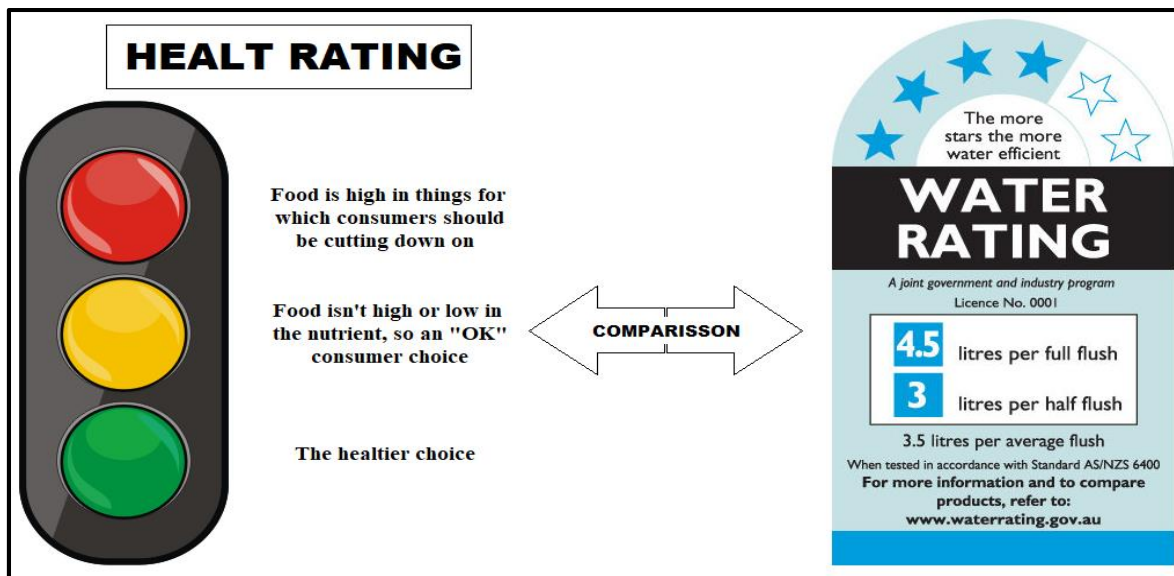 HEALT RATING
Food is high in things for
which consumers should
be cutting down on
Food isn't high or low in
the nutrient, so an "OK"
consumer choice
The healtier choice
COMPARISSON
The more
stars the more
water efficient
WATER
RATING
A joint government and industry program
Licence No. 0001
4.5 litres per full flush
3 litres per half flush
3.5 litres per average flush
When tested in accordance with Standard AS/NZS 6400
For more information and to compare
products, refer to:
www.waterrating.gov.au